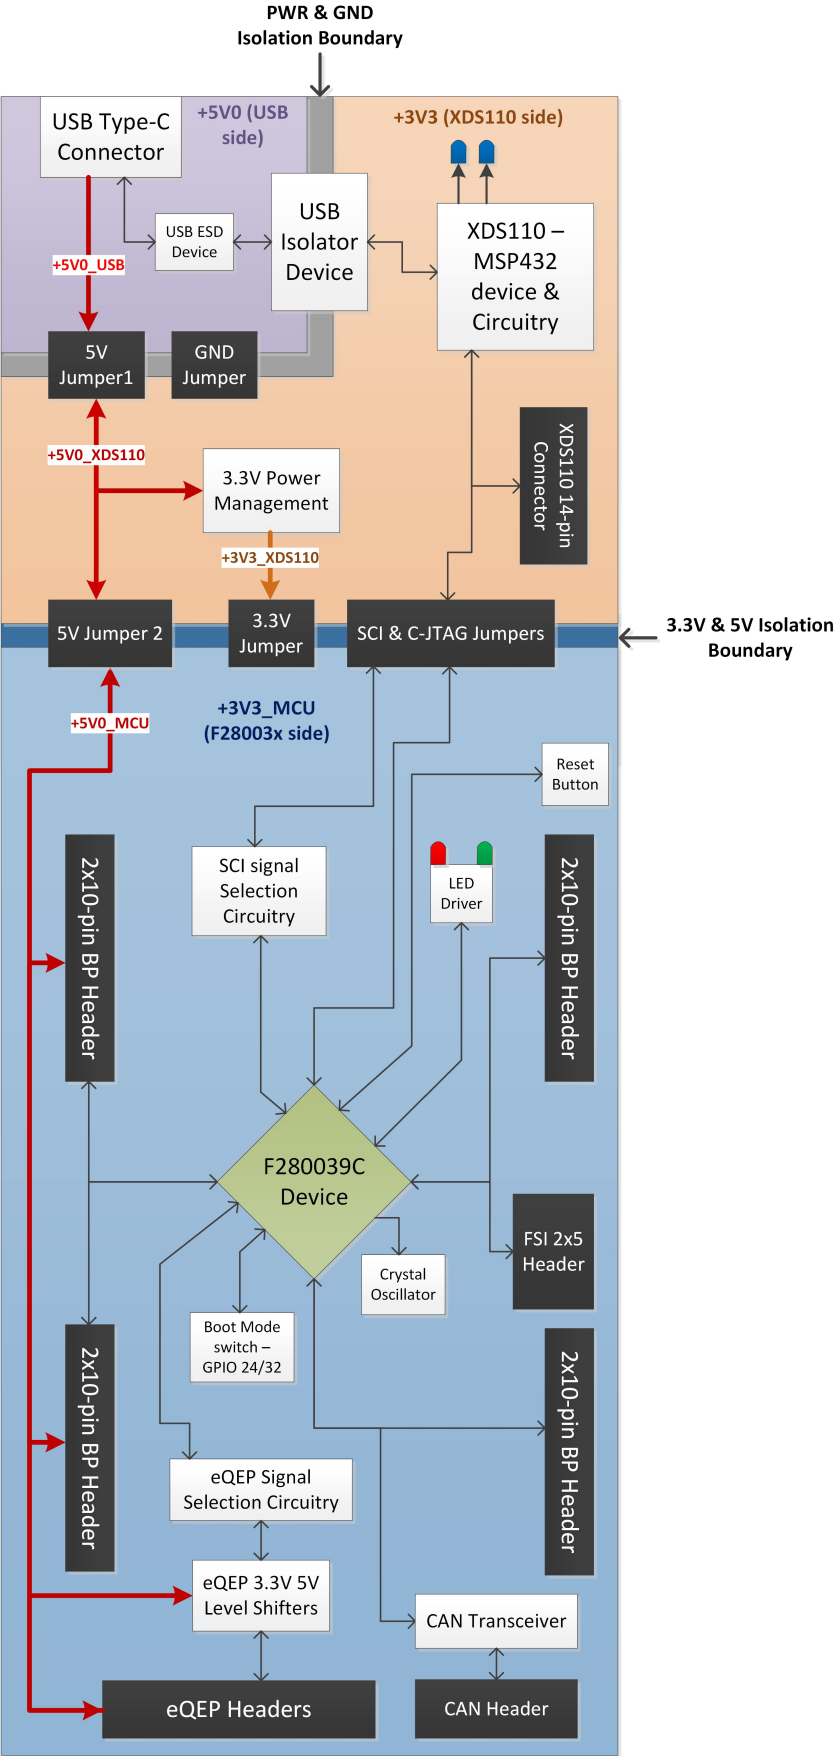 PWR & GND
Isolation Boundary
USB Type-C
Connector
+5V0 (USB
side)
+3V3 (XDS110 side)
USB ESD
Device
USB
Isolator
Device
XDS110 –
MSP432
device &
Circuitry
+5V0_USB
5V
Jumper1
GND
Jumper
+5V0_XDS110
3.3V Power
Management
XDS110 14-pin
Connector
+3V3_XDS110
5V Jumper 2
3.3V
Jumper
SCI & C-JTAG Jumpers
3.3V & 5V Isolation
Boundary
+5V0_MCU
+3V3_MCU
(F28003x side)
Reset
Button
SCI signal
Selection
Circuitry
LED
Driver
2x10-pin BP Header
2x10-pin BP Header
F280039C
Device
FSI 2x5
Header
Crystal
Oscillator
Boot Mode
switch –
GPIO 24/32
2x10-pin BP Header
2x10-pin BP Header
eQEP Signal
Selection Circuitry
eQEP 3.3V 5V
Level Shifters
CAN Transceiver
eQEP Headers
CAN Header